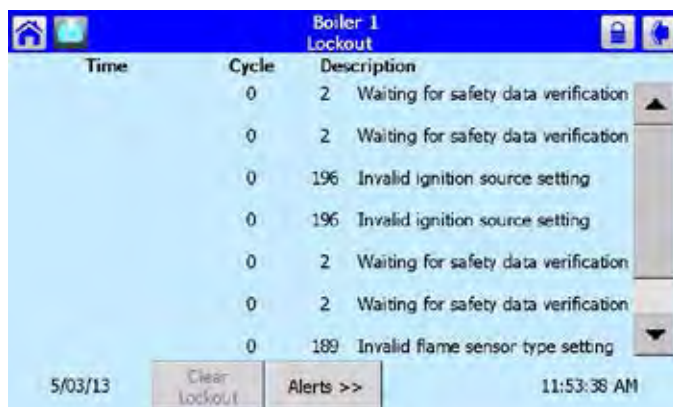 Boiler 1
Lockout
Time Cycle Description
0 2 Waiting for safety data verification
0 2 Waiting for safety data verification
0 196 Invalid ignition source setting
0 196 Invalid ignition source setting
0 2 Waiting for safety data verification
0 2 Waiting for safety data verification
0 189 Invalid flame sensor type setting
5/03/13 Clear Lockout Alerts >> 11:53:38 AM